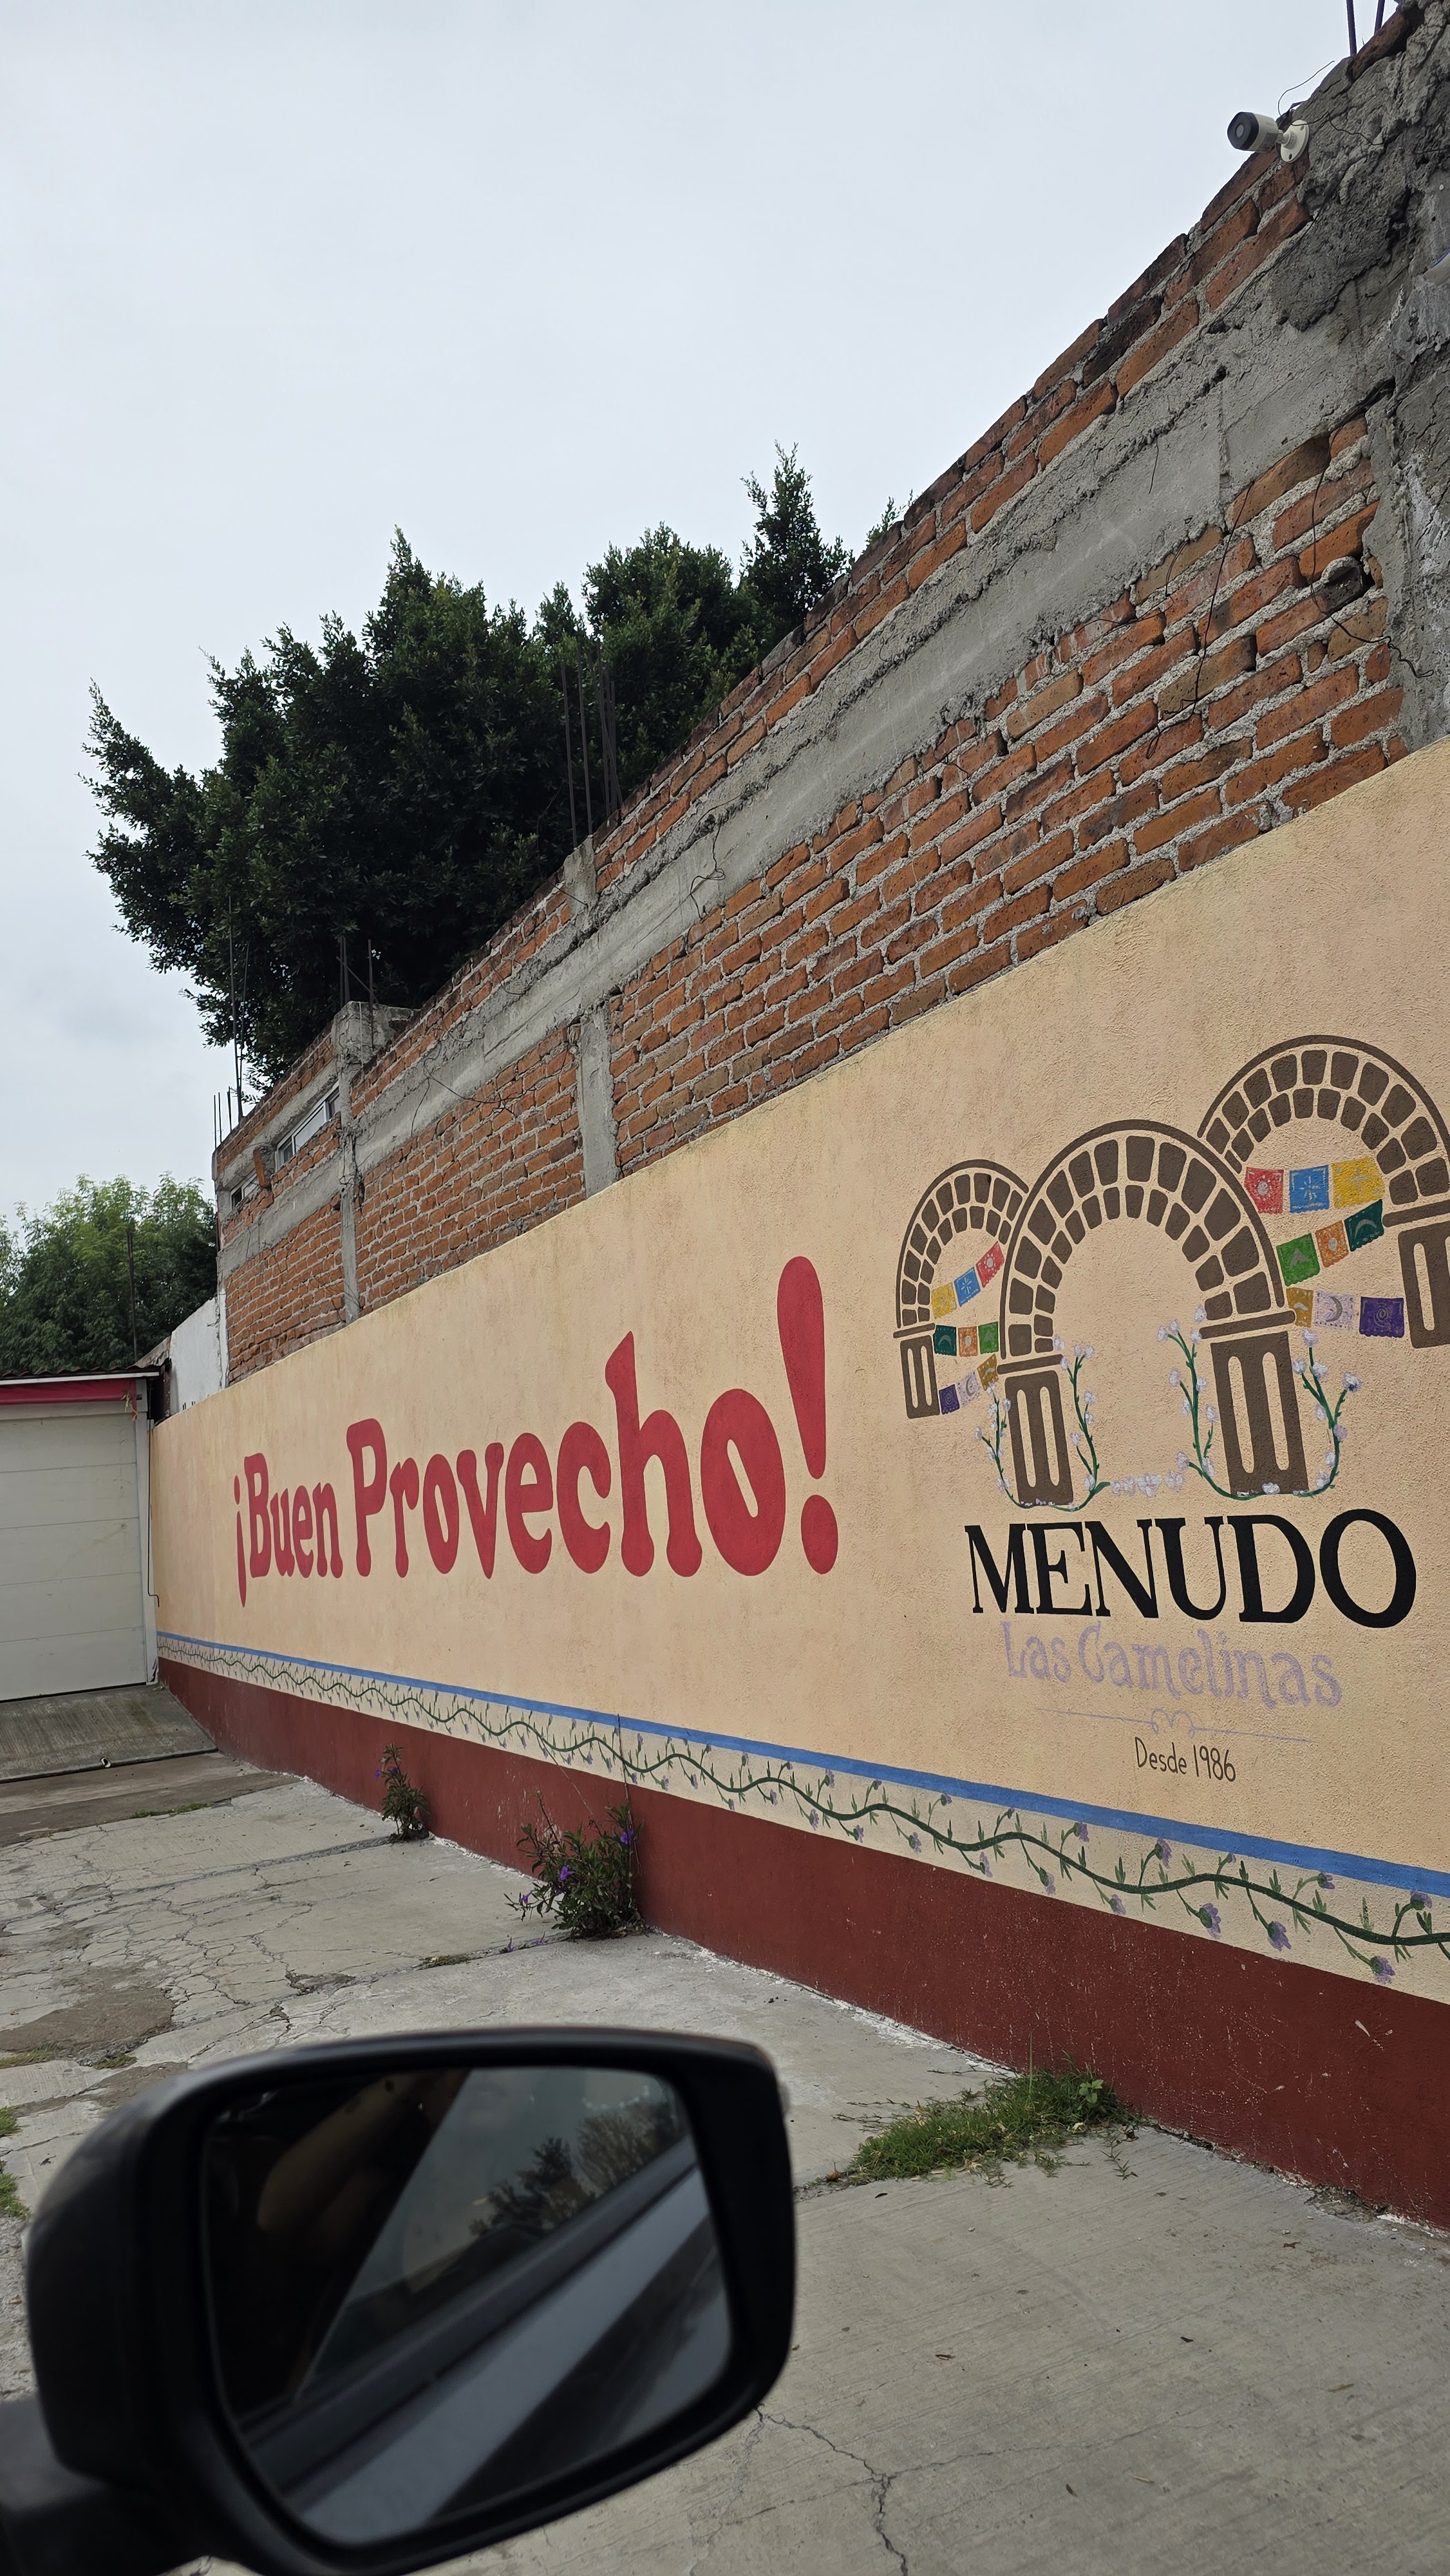 ¡Buen Provecho!
MENUDO
Las Camelinas
Desde 1986